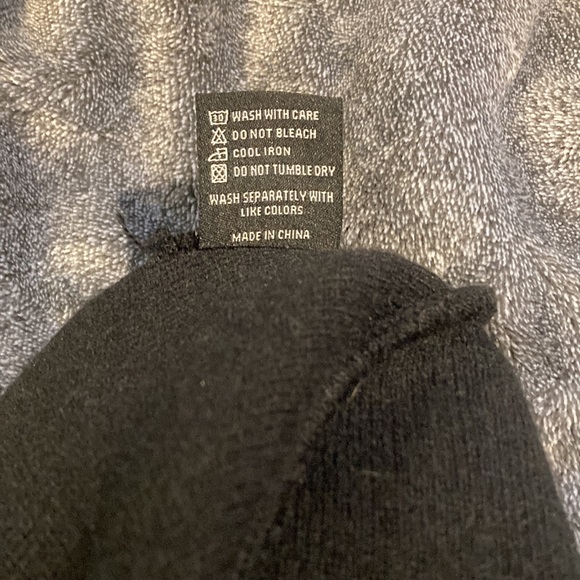 30 WASH WITH CARE
DO NOT BLEACH
COOL IRON
DO NOT TUMBLE DRY
WASH SEPARATELY WITH
LIKE COLORS
MADE IN CHINA